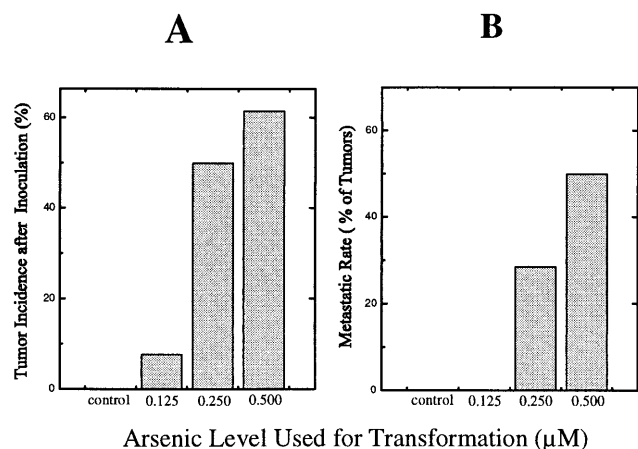 A
Tumor Incidence after Inoculation (%)
60
40
20
0
control 0.125 0.250 0.500
B
Metastatic Rate ( % of Tumors)
60
40
20
0
control 0.125 0.250 0.500
Arsenic Level Used for Transformation (µM)